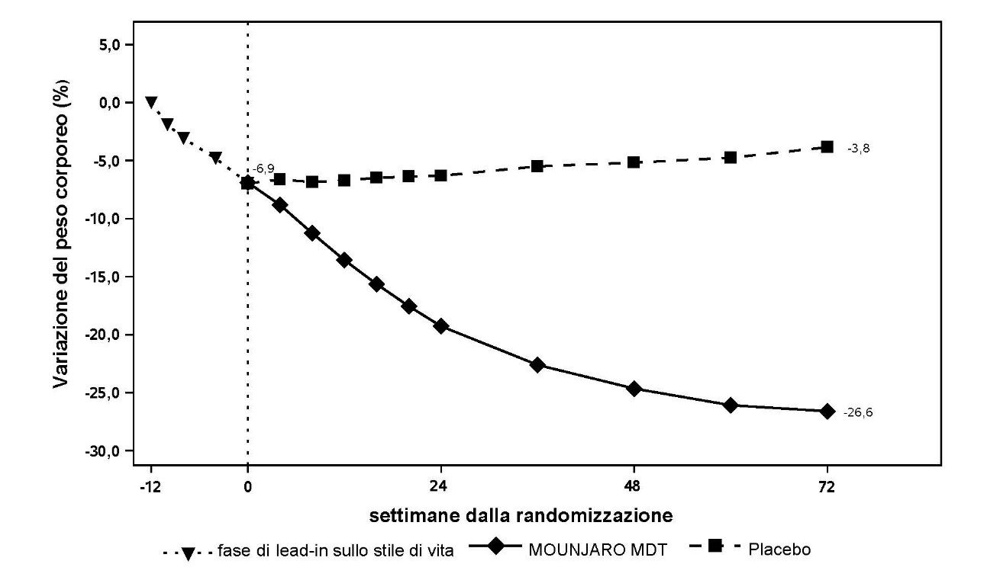 Variazione del peso corporeo (%)
5,0
0,0
-5,0
-10,0
-15,0
-20,0
-25,0
-30,0
-6,9
-3,8
-26,6
-12 0 24 48 72
settimane dalla randomizzazione
fase di lead-in sullo stile di vita MOUNJARO MDT Placebo